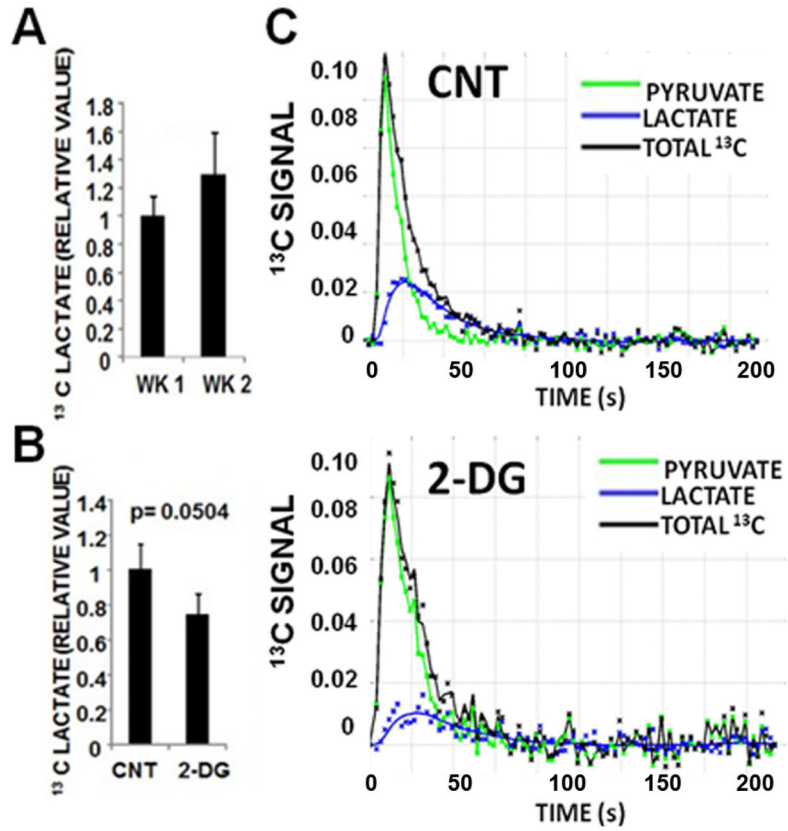 A
¹³ C LACTATE (RELATIVE VALUE)
1.8
1.6
1.4
1.2
1
0.8
0.6
0.4
0.2
0
WK 1 WK 2
B
¹³ C LACTATE (RELATIVE VALUE)
p= 0.0504
1.4
1.2
1
0.8
0.6
0.4
0.2
0
CNT 2-DG
C
CNT
PYRUVATE
LACTATE
TOTAL ¹³C
¹³C SIGNAL
0.10
0.08
0.06
0.04
0.02
0
0 50 100 150 200
TIME (s)
2-DG
PYRUVATE
LACTATE
TOTAL ¹³C
¹³C SIGNAL
0.10
0.08
0.06
0.04
0.02
0
0 50 100 150 200
TIME (s)